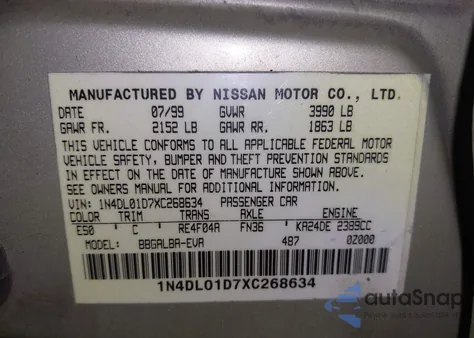 MANUFACTURED BY NISSAN MOTOR CO., LTD.
DATE 07/99 GVWR 3990 LB
GAWR FR. 2152 LB GAWR RR. 1863 LB
THIS VEHICLE CONFORMS TO ALL APPLICABLE FEDERAL MOTOR
VEHICLE SAFETY, BUMPER AND THEFT PREVENTION STANDARDS
IN EFFECT ON THE DATE OF MANUFACTURE SHOWN ABOVE.
SEE OWNERS MANUAL FOR ADDITIONAL INFORMATION.
VIN: 1N4DL01D7XC268634 PASSENGER CAR
COLOR TRIM TRANS AXLE ENGINE
ES0 C RE4F04A FN36 KA24DE 2389CC
MODEL: BBGALBA-EVA 487 0Z000
1N4DL01D7XC268634
autoSnap